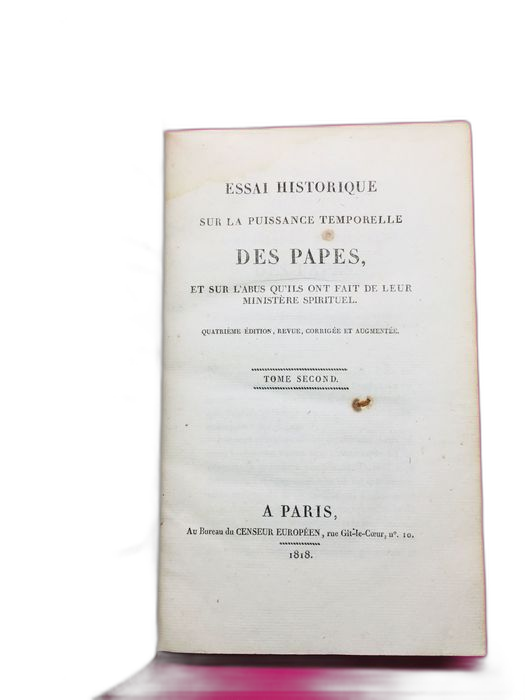 ESSAI HISTORIQUE
SUR LA PUISSANCE TEMPORELLE
DES PAPES,
ET SUR L'ABUS QU'ILS ONT FAIT DE LEUR
MINISTÈRE SPIRITUEL.
QUATRIÈME ÉDITION, REVUE, CORRIGÉE ET AUGMENTÉE.
TOME SECOND.
A PARIS,
Au Bureau du CENSEUR EUROPÉEN, rue Gît-le-Cœur, n°. 10.
1818.